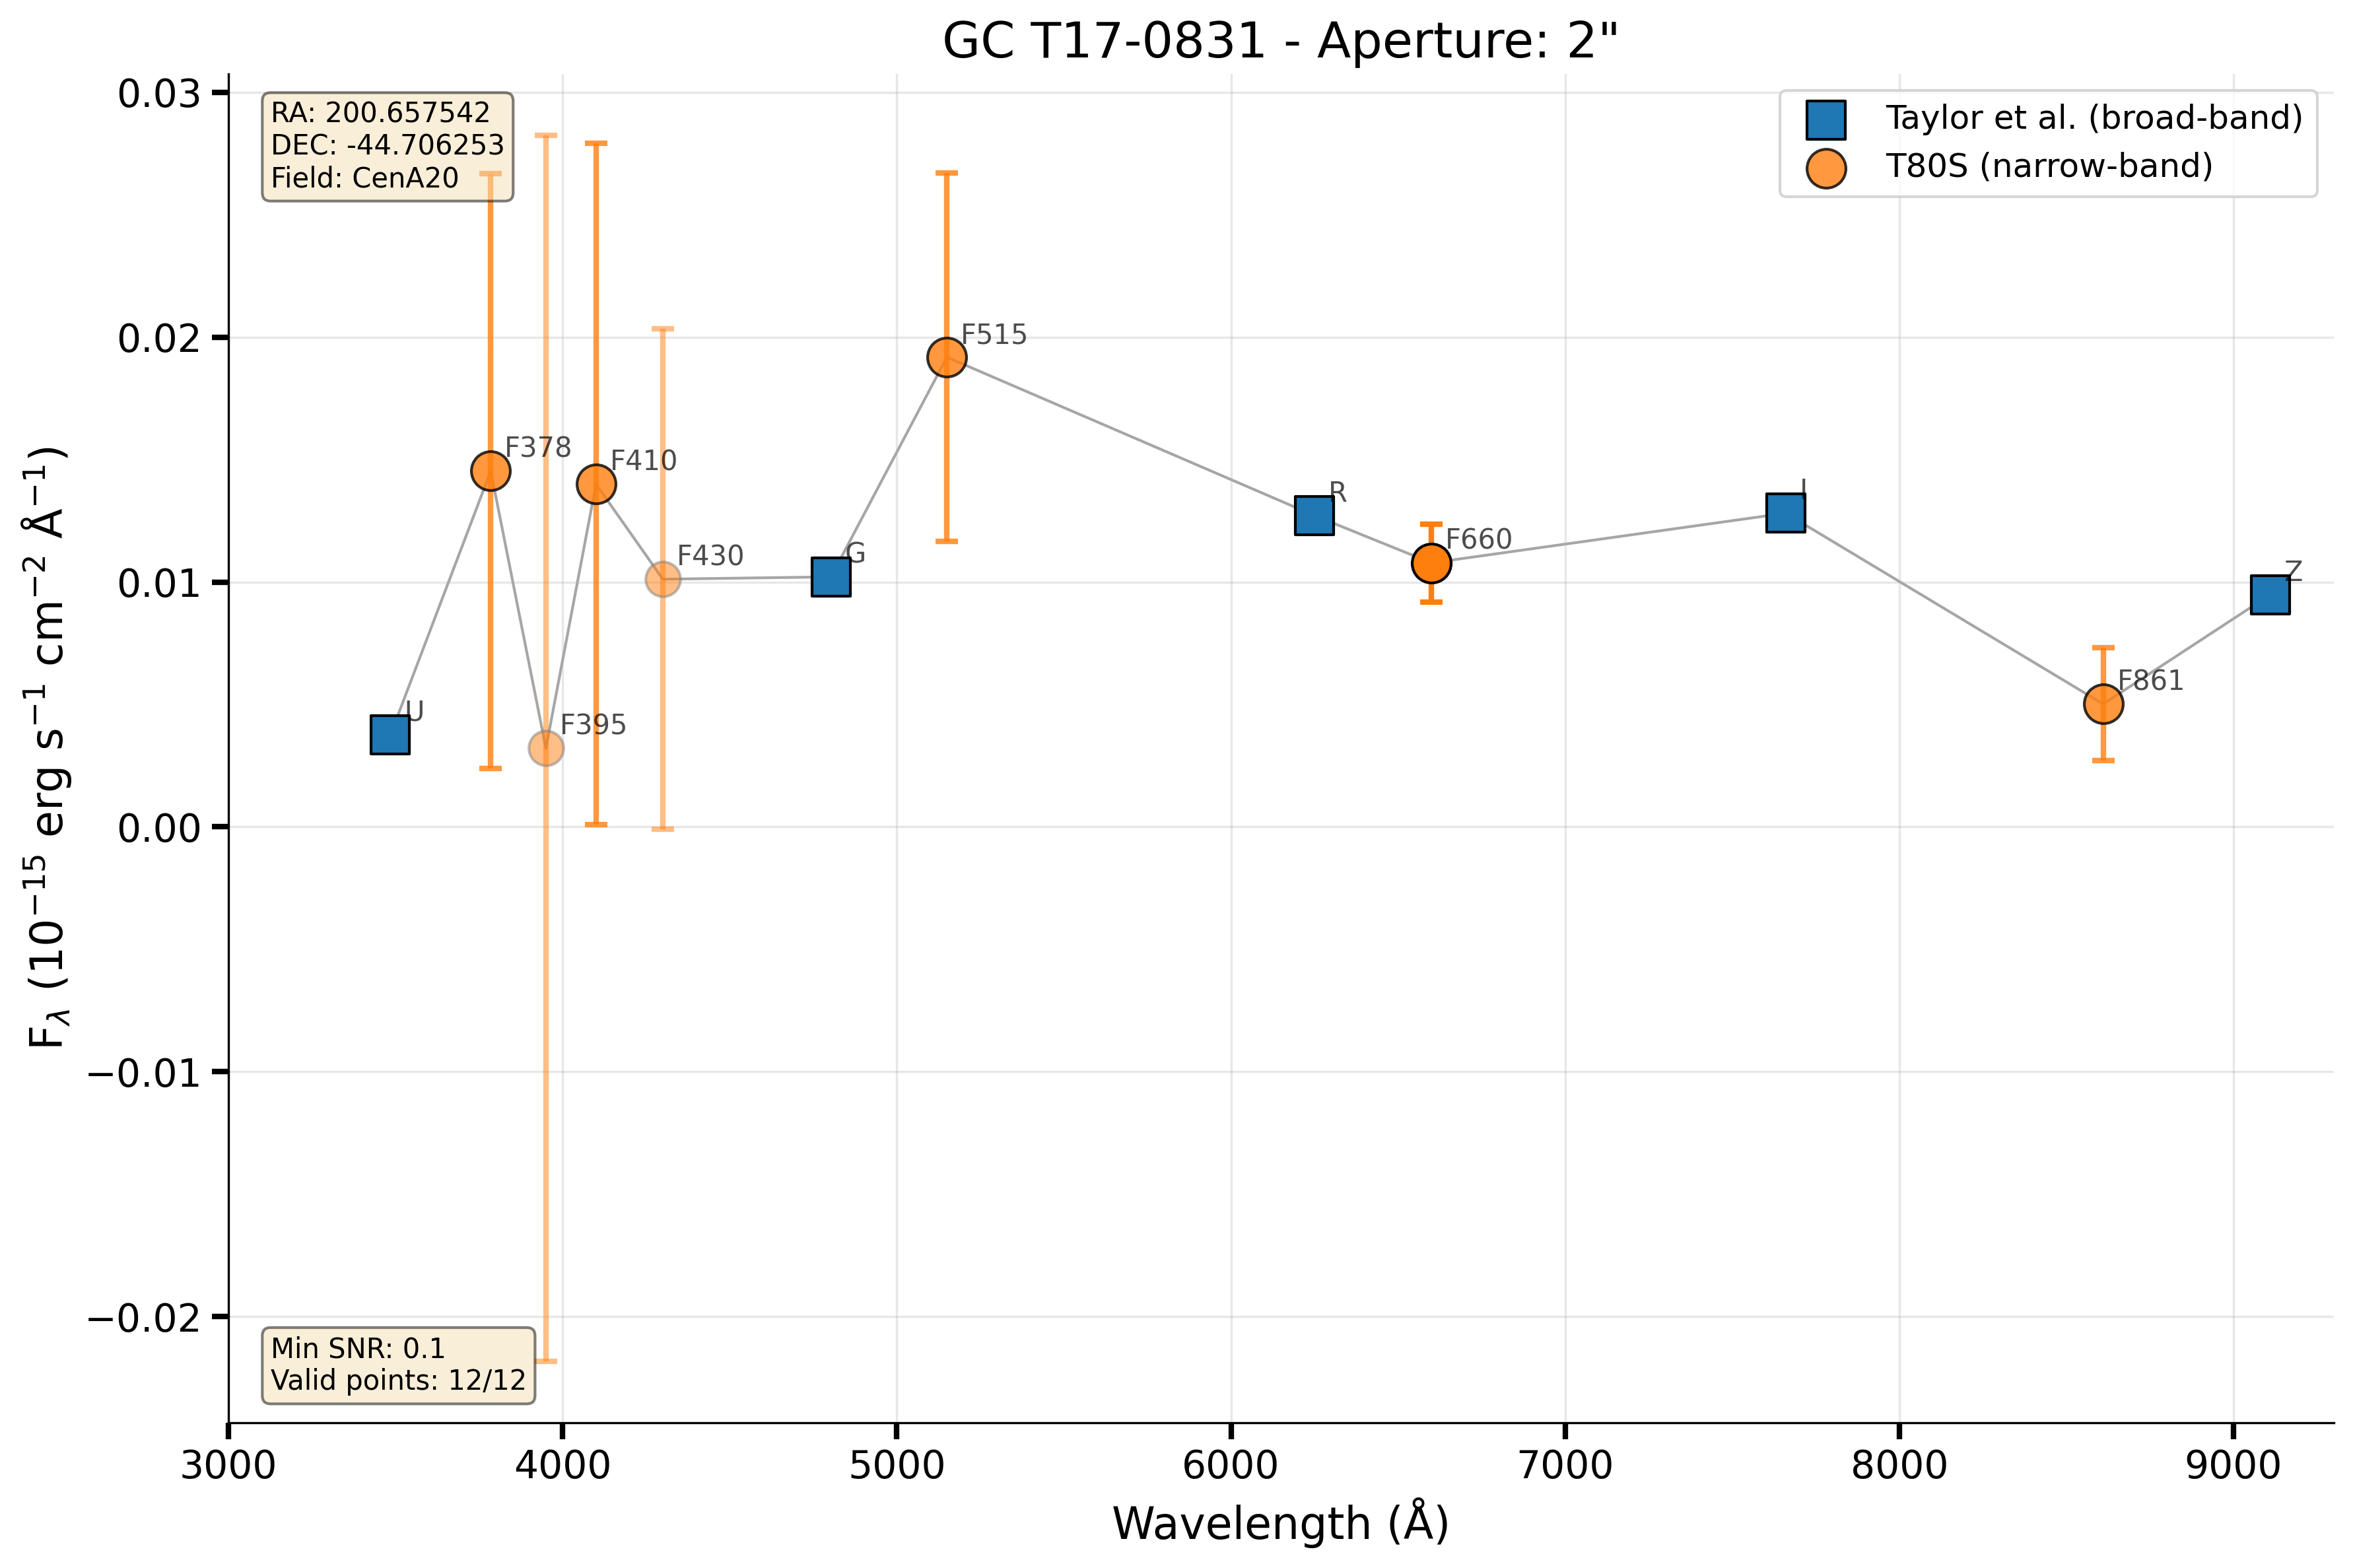 GC T17-0831 - Aperture: 2"
RA: 200.657542
DEC: -44.706253
Field: CenA20
Taylor et al. (broad-band)
T80S (narrow-band)
F_λ (10⁻¹⁵ erg s⁻¹ cm⁻² Å⁻¹)
0.03
0.02
0.01
0.00
−0.01
−0.02
U
F378
F395
F410
F430
G
F515
R
F660
I
F861
Z
Min SNR: 0.1
Valid points: 12/12
3000 4000 5000 6000 7000 8000 9000
Wavelength (Å)